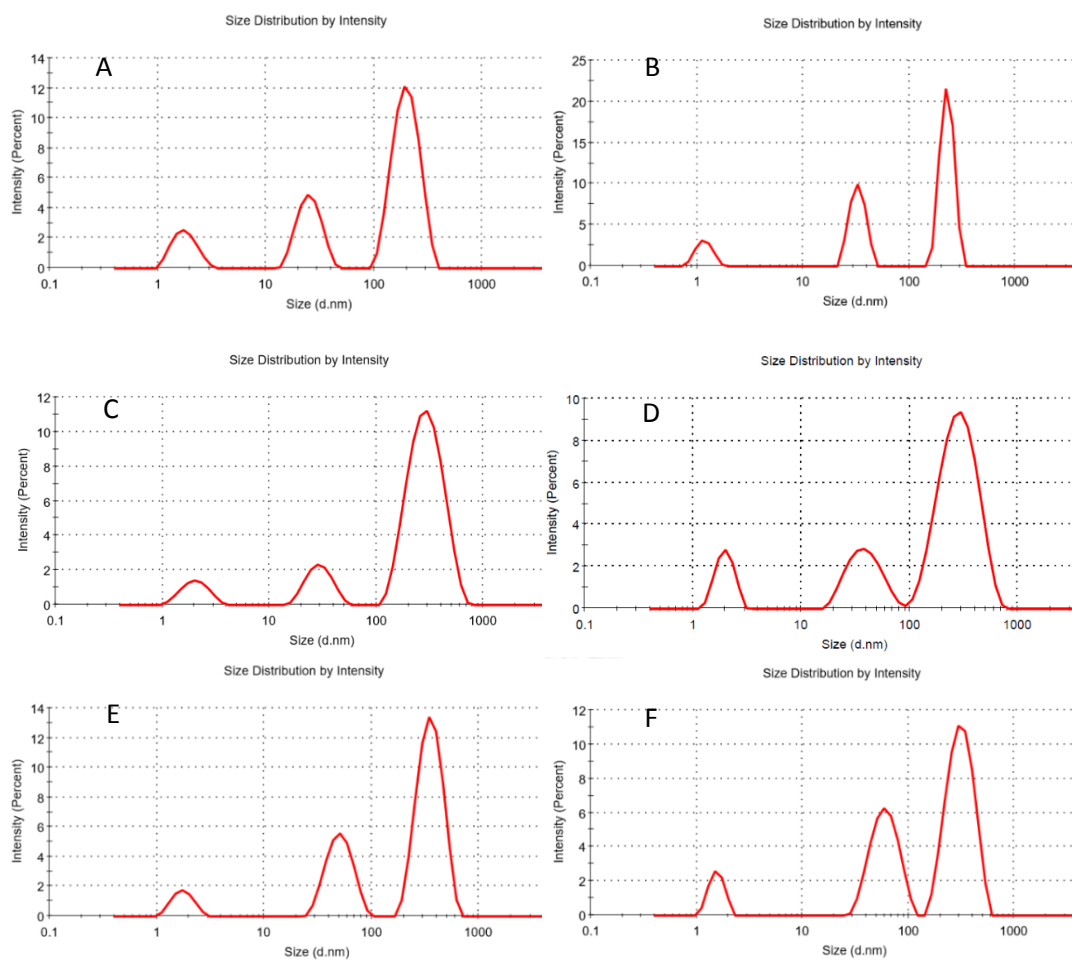 Size Distribution by Intensity
A
14
12
10
8
6
4
2
0
Intensity (Percent)
0.1 1 10 100 1000
Size (d.nm)
Size Distribution by Intensity
B
25
20
15
10
5
0
Intensity (Percent)
0.1 1 10 100 1000
Size (d.nm)
Size Distribution by Intensity
C
12
10
8
6
4
2
0
Intensity (Percent)
0.1 1 10 100 1000
Size (d.nm)
Size Distribution by Intensity
D
10
8
6
4
2
0
Intensity (Percent)
0.1 1 10 100 1000
Size (d.nm)
Size Distribution by Intensity
E
14
12
10
8
6
4
2
0
Intensity (Percent)
0.1 1 10 100 1000
Size (d.nm)
Size Distribution by Intensity
F
12
10
8
6
4
2
0
Intensity (Percent)
0.1 1 10 100 1000
Size (d.nm)